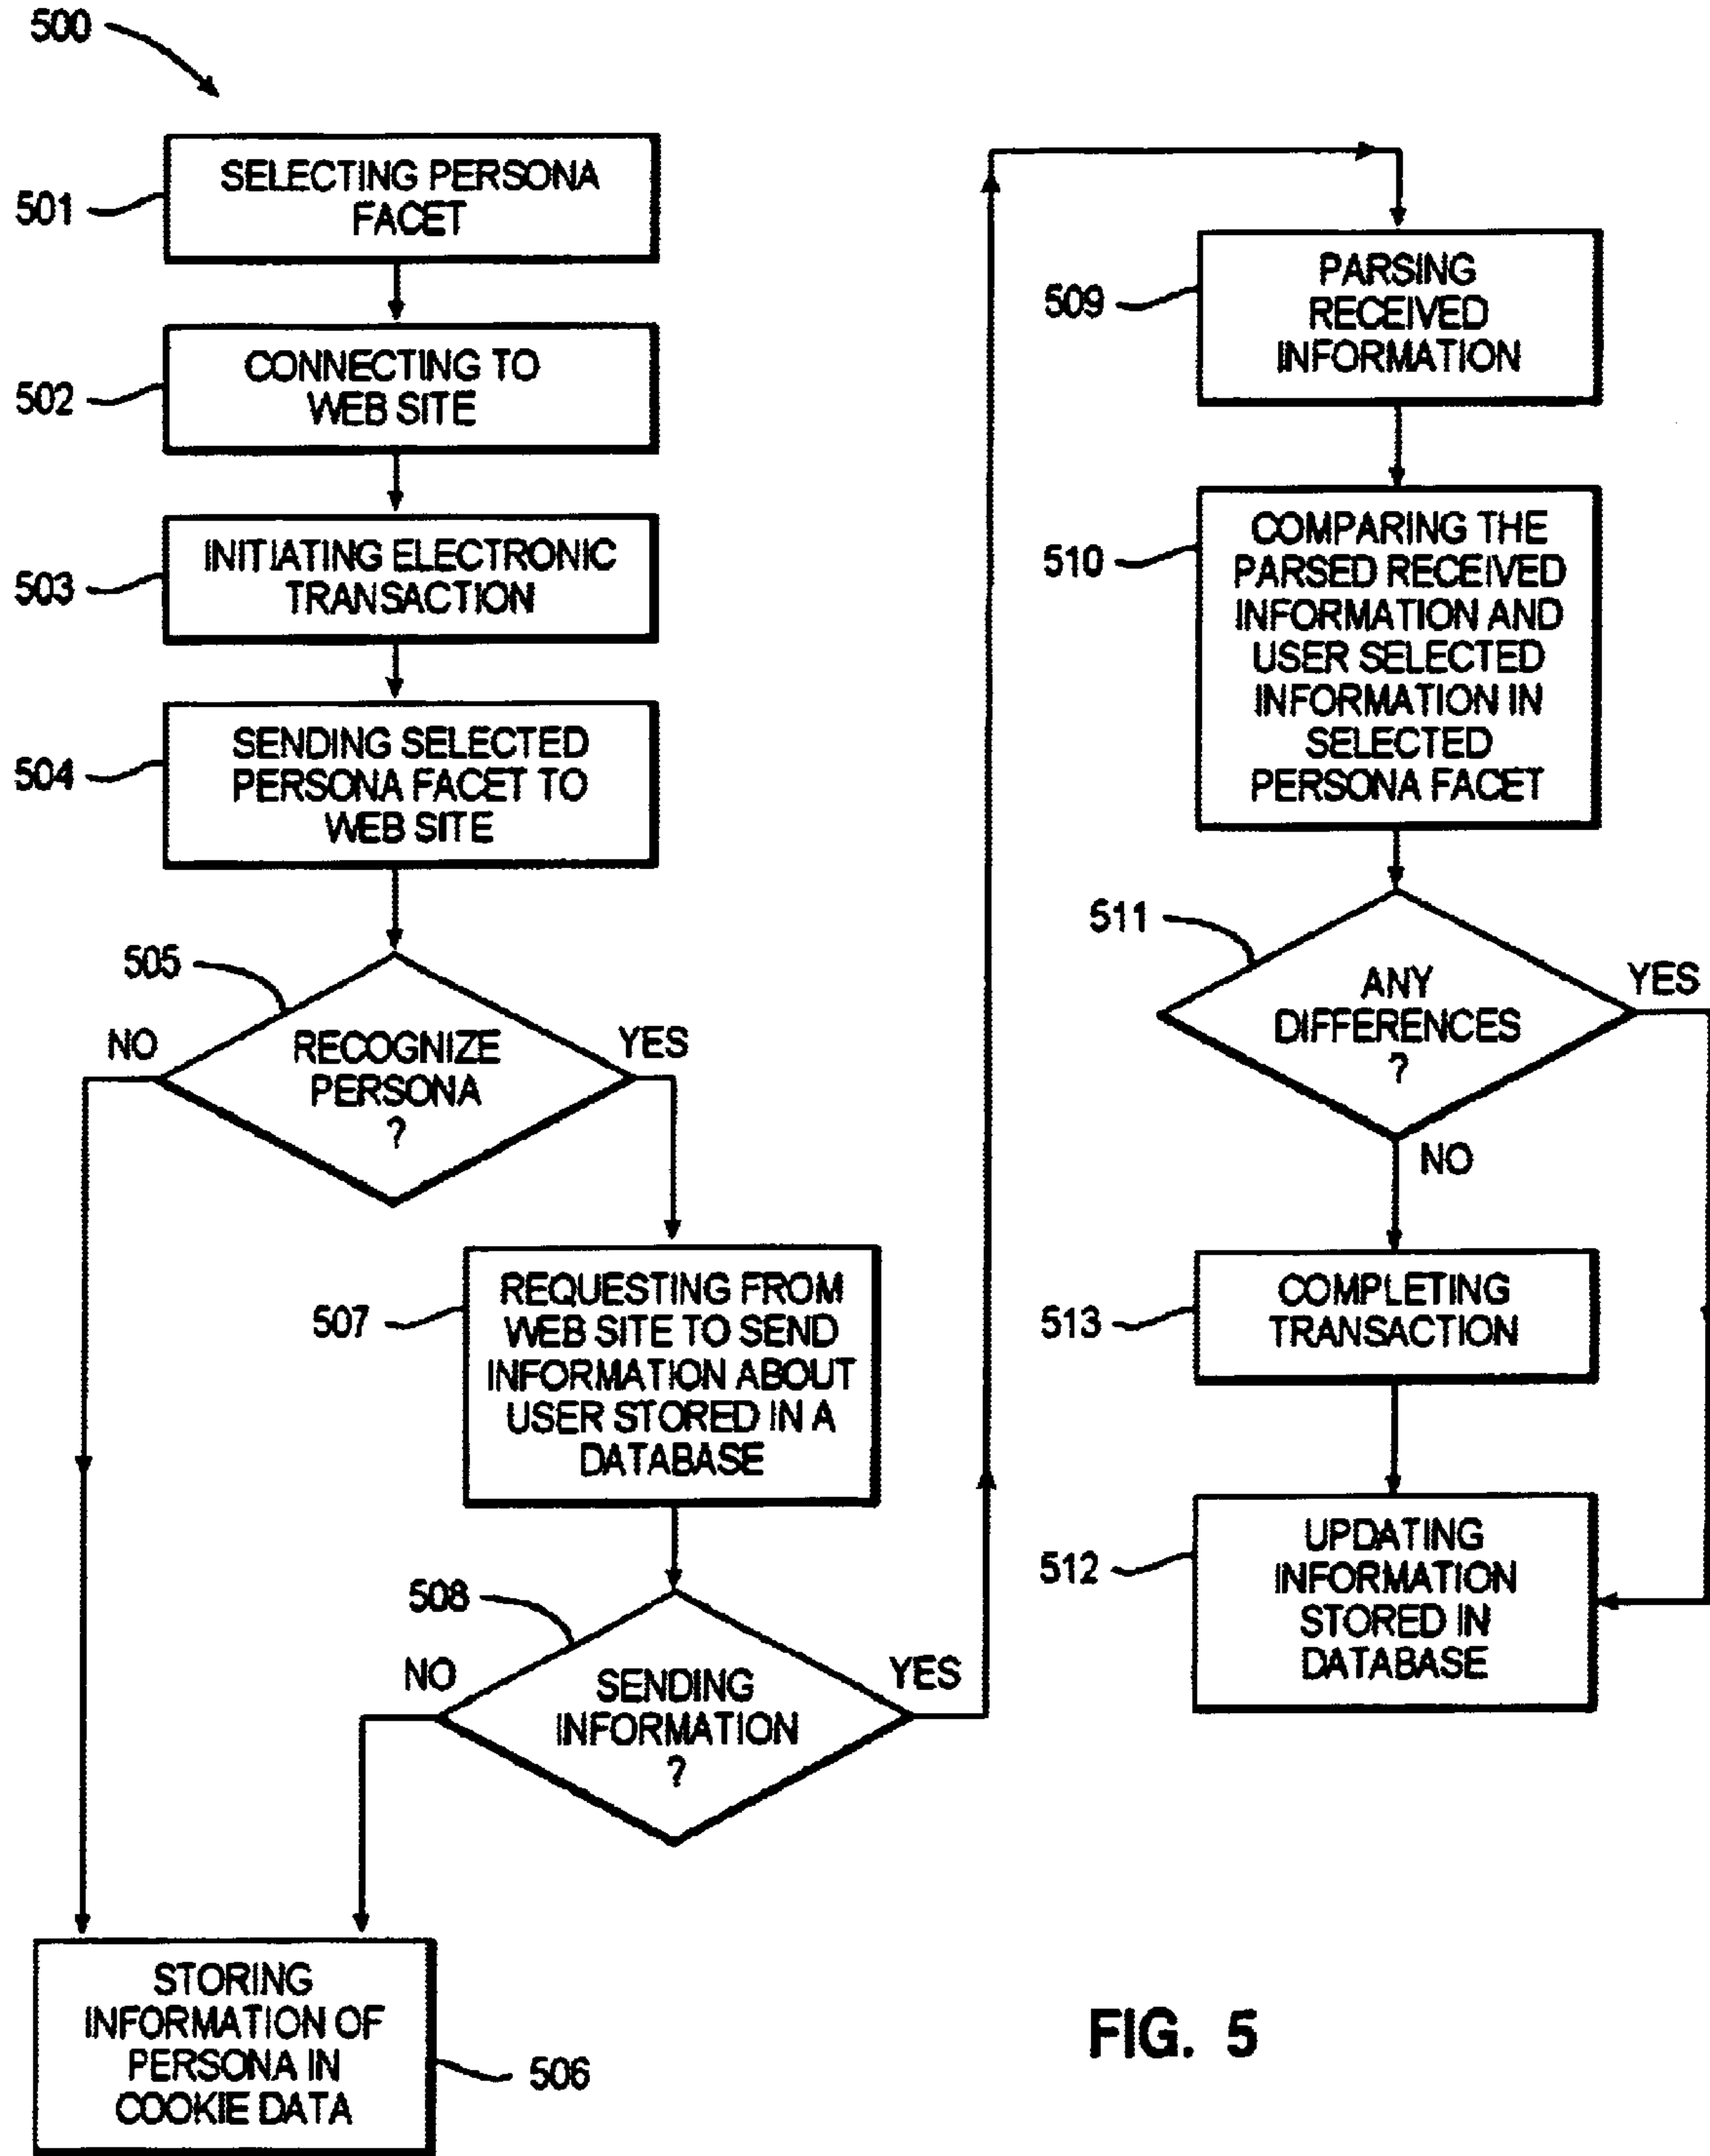 500
501
SELECTING PERSONA
FACET
502
CONNECTING TO
WEB SITE
503
INITIATING ELECTRONIC
TRANSACTION
504
SENDING SELECTED
PERSONA FACET TO
WEB SITE
505
NO
RECOGNIZE
PERSONA
?
YES
507
REQUESTING FROM
WEB SITE TO SEND
INFORMATION ABOUT
USER STORED IN A
DATABASE
508
NO
SENDING
INFORMATION
?
YES
STORING
INFORMATION OF
PERSONA IN
COOKIE DATA
506
509
PARSING
RECEIVED
INFORMATION
510
COMPARING THE
PARSED RECEIVED
INFORMATION AND
USER SELECTED
INFORMATION IN
SELECTED
PERSONA FACET
511
ANY
DIFFERENCES
?
YES
NO
513
COMPLETING
TRANSACTION
512
UPDATING
INFORMATION
STORED IN
DATABASE
FIG. 5